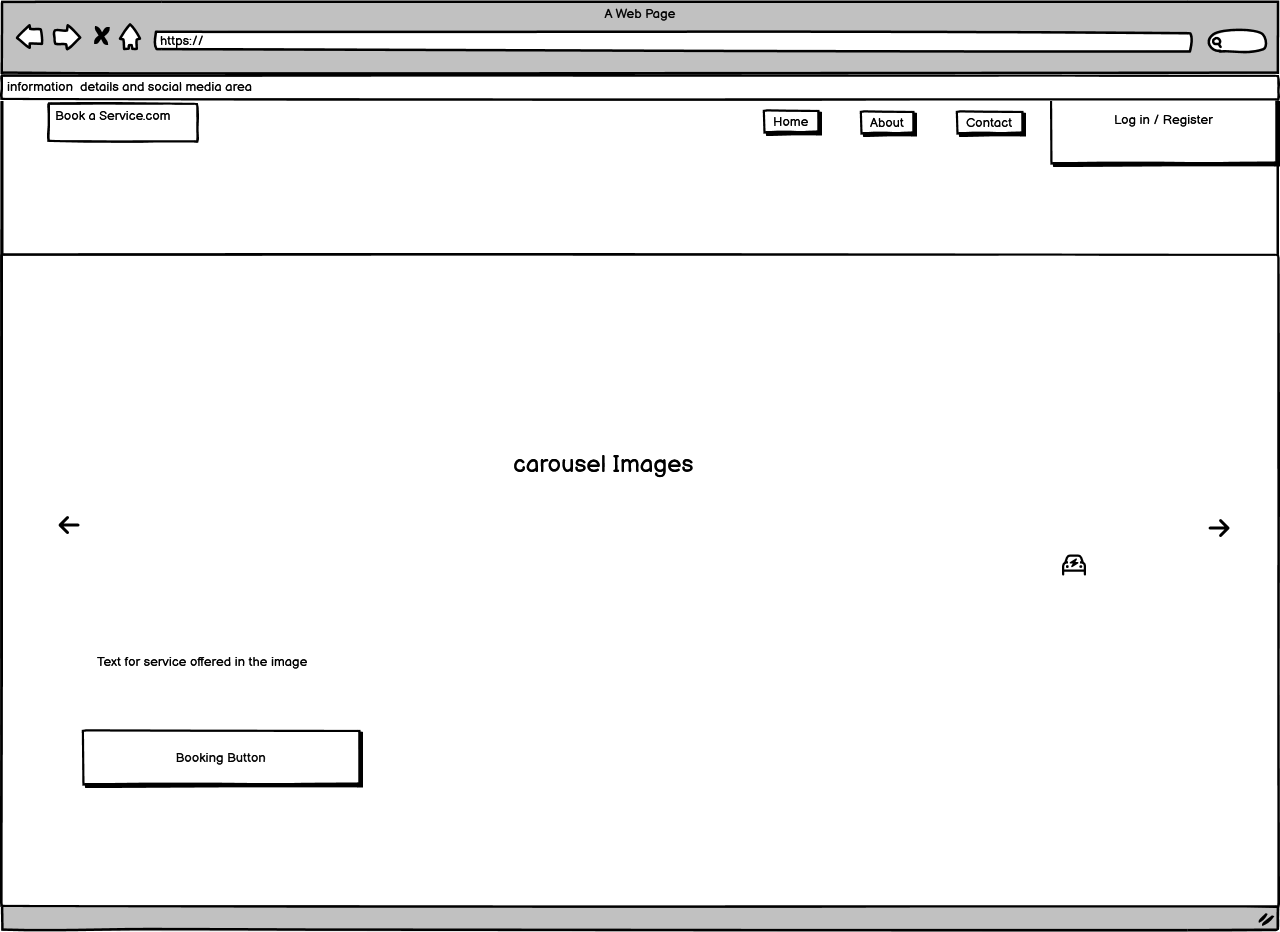 A Web Page
https://
information  details and social media area
Book a Service.com
Home
About
Contact
Log in / Register
carousel Images
Text for service offered in the image
Booking Button